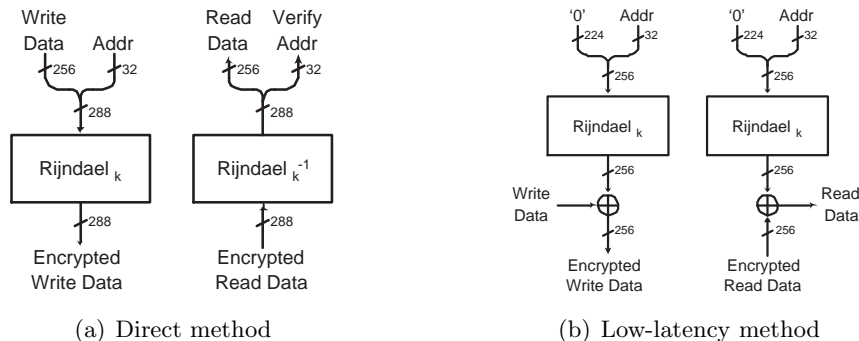 Write
Data
Addr
256
32
288
Rijndael k
288
Encrypted
Write Data
Read
Data
Verify
Addr
256
32
288
Rijndael k -1
288
Encrypted
Read Data
(a) Direct method
‘0’
Addr
224
32
256
Rijndael k
256
Write
Data
256
Encrypted
Write Data
‘0’
Addr
224
32
256
Rijndael k
256
Read
Data
256
Encrypted
Read Data
(b) Low-latency method